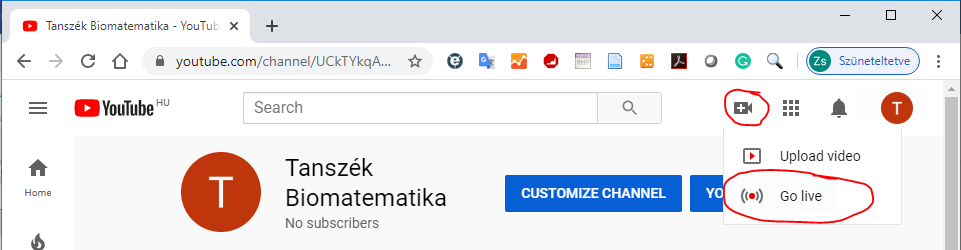 Tanszék Biomatematika - YouTub
youtube.com/channel/UCkTYkqA...
Zs Szüneteltetve
YouTube HU
Search
T
Upload video
Go live
Home
T
Tanszék
Biomatematika
No subscribers
CUSTOMIZE CHANNEL
YO